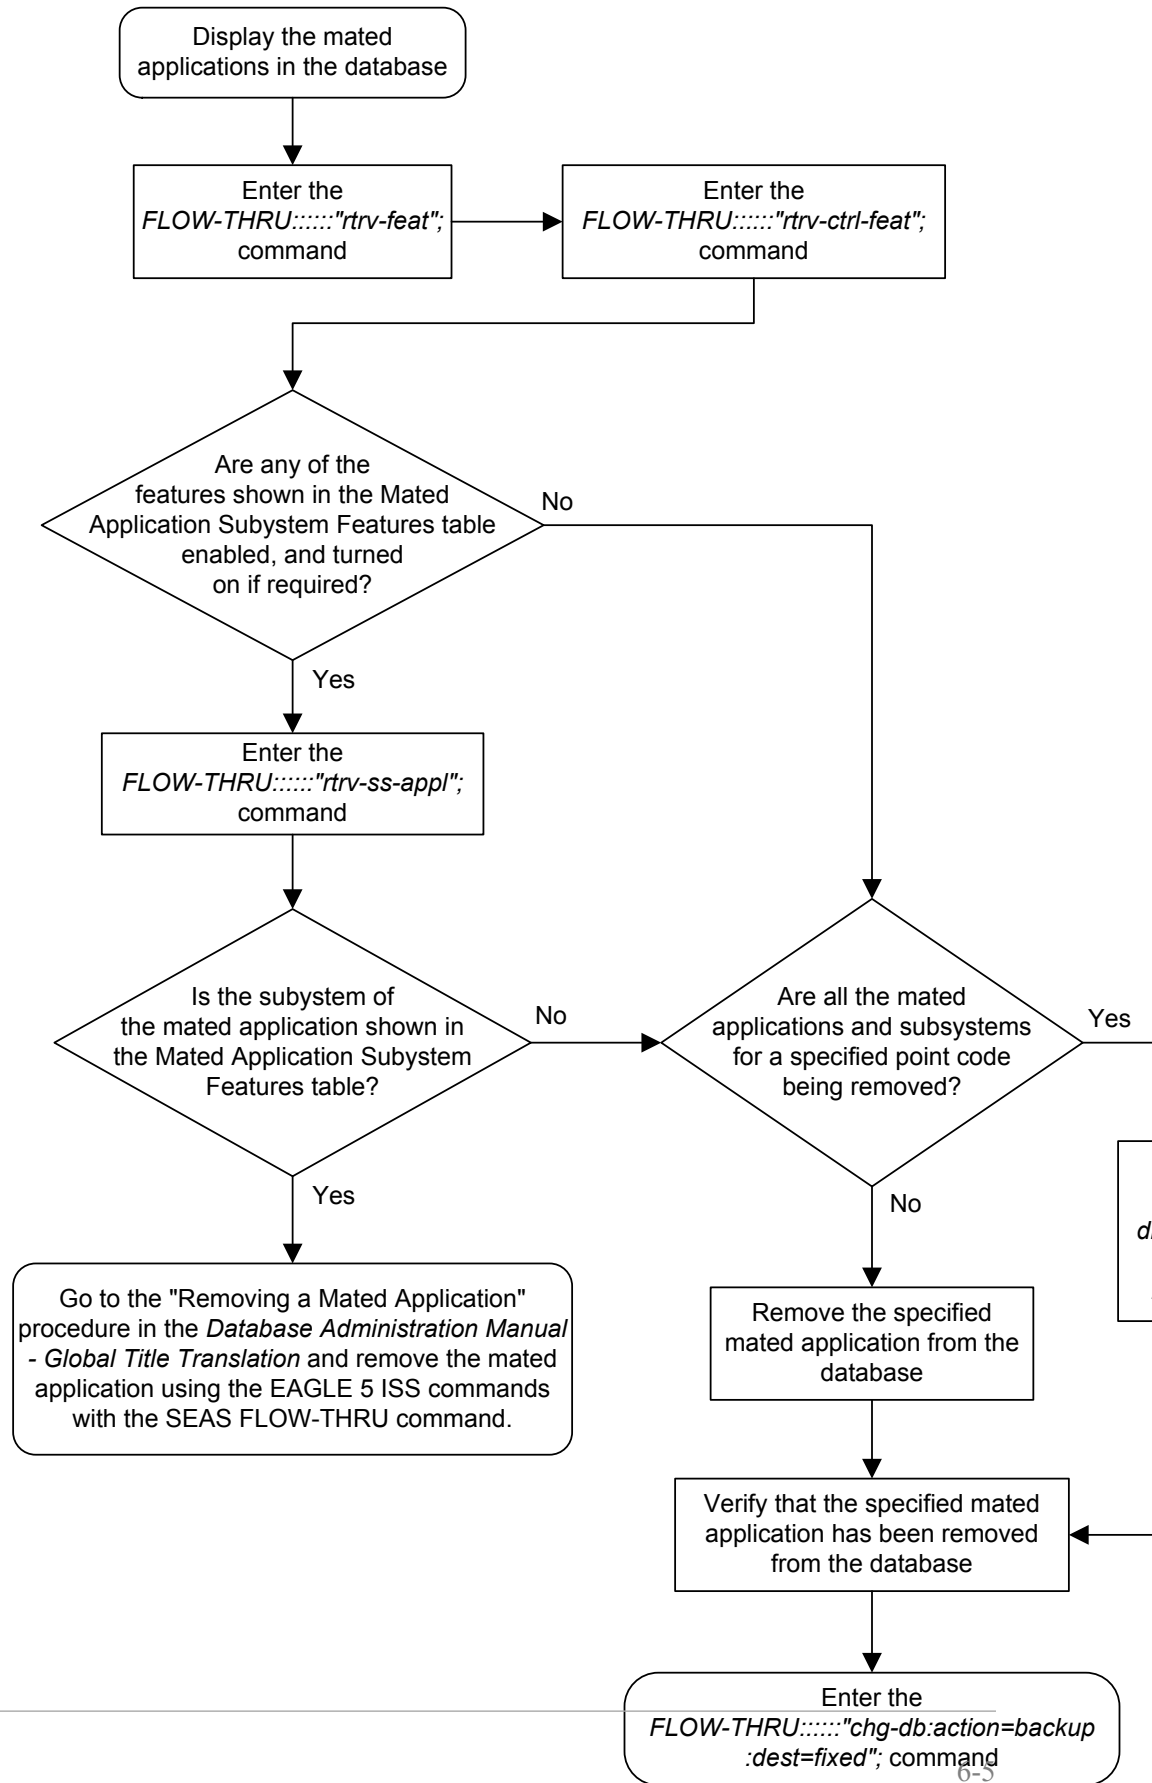 Display the mated
applications in the database
Enter the
FLOW-THRU::::::"rtrv-feat";
command
Enter the
FLOW-THRU::::::"rtrv-ctrl-feat";
command
Are any of the
features shown in the Mated
Application Subystem Features table
enabled, and turned
on if required?
No
Yes
Enter the
FLOW-THRU::::::"rtrv-ss-appl";
command
Is the subystem of
the mated application shown in
the Mated Application Subystem
Features table?
No
Yes
Are all the mated
applications and subsystems
for a specified point code
being removed?
Yes
No
Go to the "Removing a Mated Application"
procedure in the Database Administration Manual
- Global Title Translation and remove the mated
application using the EAGLE 5 ISS commands
with the SEAS FLOW-THRU command.
Remove the specified
mated application from the
database
Verify that the specified mated
application has been removed
from the database
Enter the
FLOW-THRU::::::"chg-db:action=backup
:dest=fixed"; command
6-5